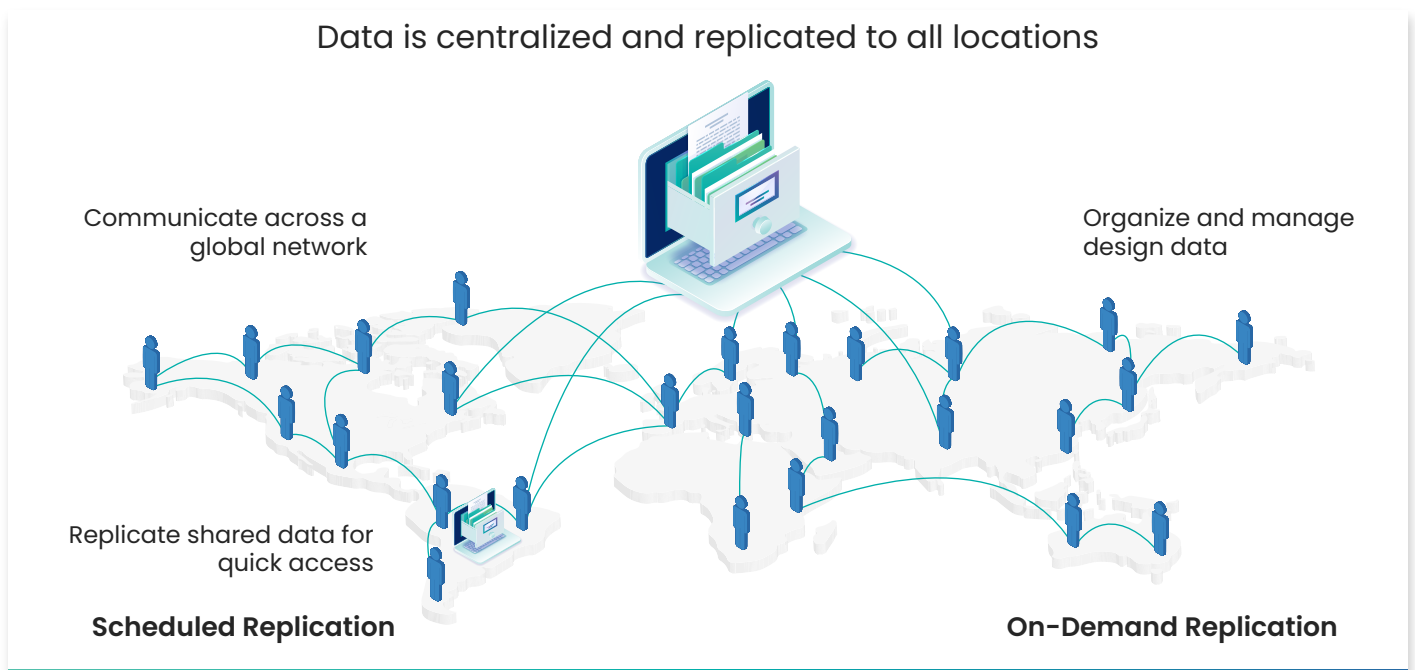 Data is centralized and replicated to all locations
Communicate across a
global network
Organize and manage
design data
Replicate shared data for
quick access
Scheduled Replication
On-Demand Replication